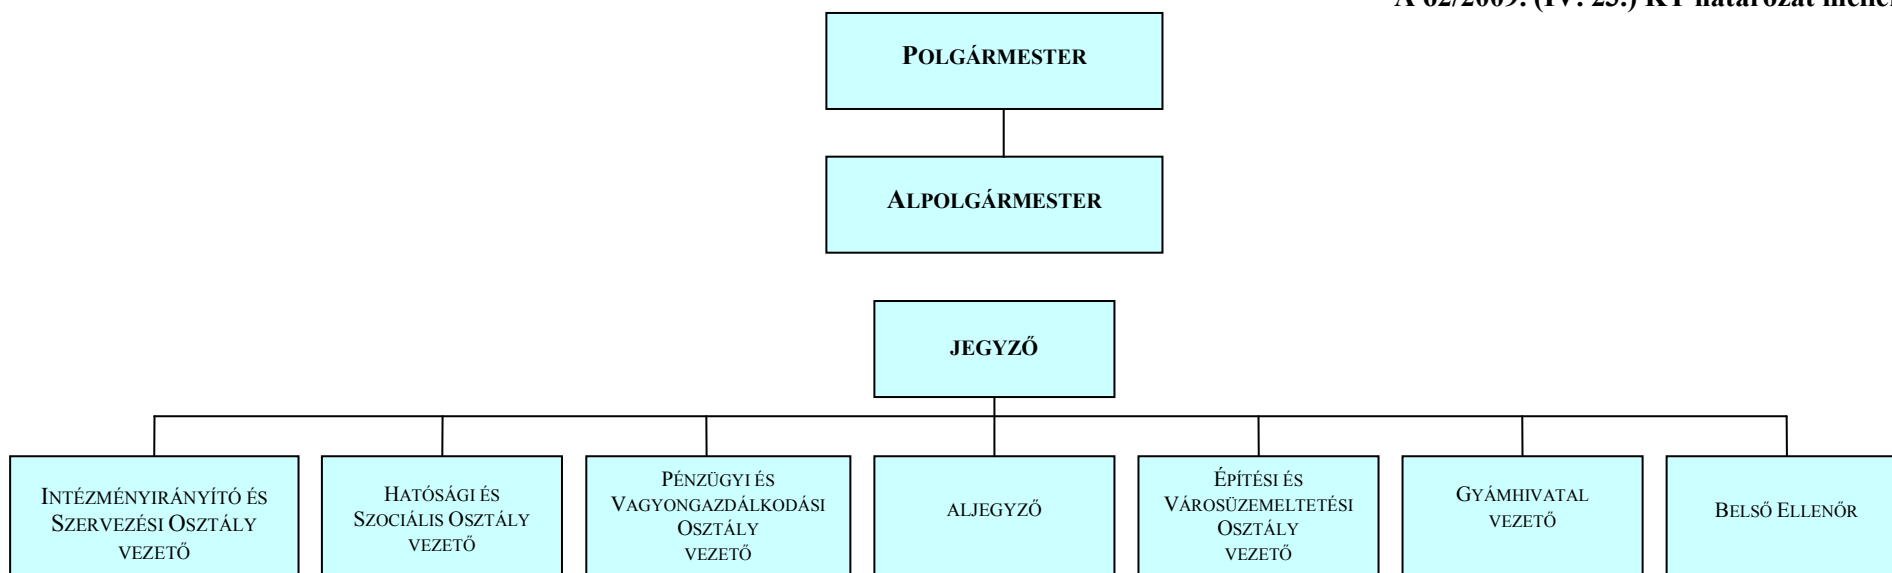 POLGÁRMESTER
ALPOLGÁRMESTER
JEGYZŐ
INTÉZMÉNYIRÁNYÍTÓ ÉS
SZERVEZÉSI OSZTÁLY
VEZETŐ
HATÓSÁGI ÉS
SZOCIÁLIS OSZTÁLY
VEZETŐ
PÉNZÜGYI ÉS
VAGYONGAZDÁLKODÁSI
OSZTÁLY
VEZETŐ
ALJEGYZŐ
ÉPÍTÉSI ÉS
VÁROSÜZEMELTETÉSI
OSZTÁLY
VEZETŐ
GYÁMHIVATAL
VEZETŐ
BELSŐ ELLENŐR